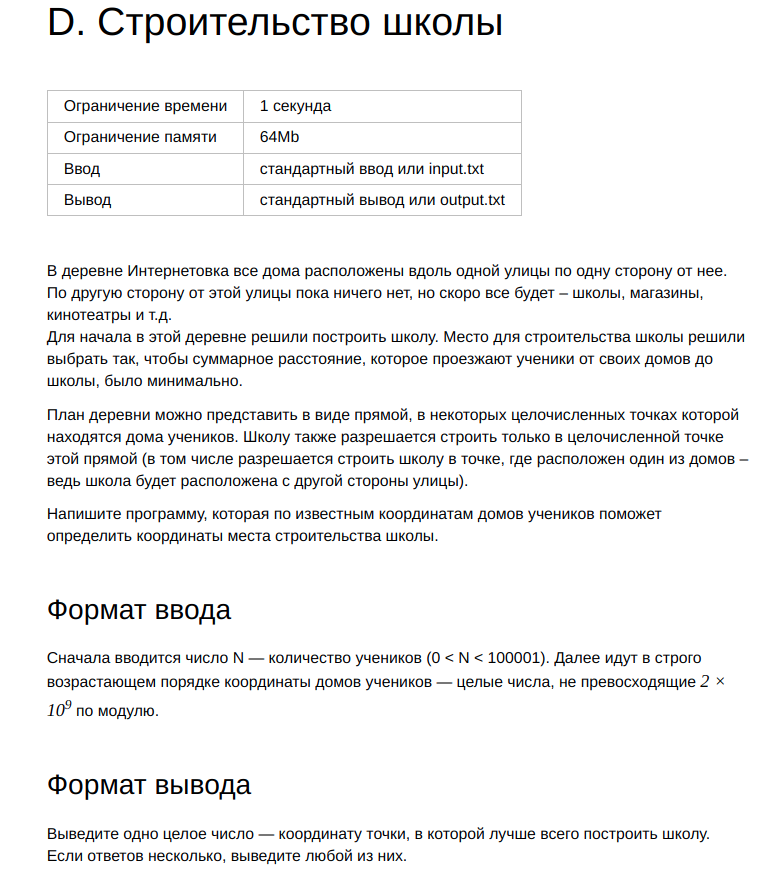 D. Строительство школы
Ограничение времени 1 секунда
Ограничение памяти 64Mb
Ввод стандартный ввод или input.txt
Вывод стандартный вывод или output.txt
В деревне Интернетовка все дома расположены вдоль одной улицы по одну сторону от нее.
По другую сторону от этой улицы пока ничего нет, но скоро все будет – школы, магазины,
кинотеатры и т.д.
Для начала в этой деревне решили построить школу. Место для строительства школы решили
выбрать так, чтобы суммарное расстояние, которое проезжают ученики от своих домов до
школы, было минимально.
План деревни можно представить в виде прямой, в некоторых целочисленных точках которой
находятся дома учеников. Школу также разрешается строить только в целочисленной точке
этой прямой (в том числе разрешается строить школу в точке, где расположен один из домов –
ведь школа будет расположена с другой стороны улицы).
Напишите программу, которая по известным координатам домов учеников поможет
определить координаты места строительства школы.
Формат ввода
Сначала вводится число N — количество учеников (0 < N < 100001). Далее идут в строго
возрастающем порядке координаты домов учеников — целые числа, не превосходящие 2 ×
10⁹ по модулю.
Формат вывода
Выведите одно целое число — координату точки, в которой лучше всего построить школу.
Если ответов несколько, выведите любой из них.